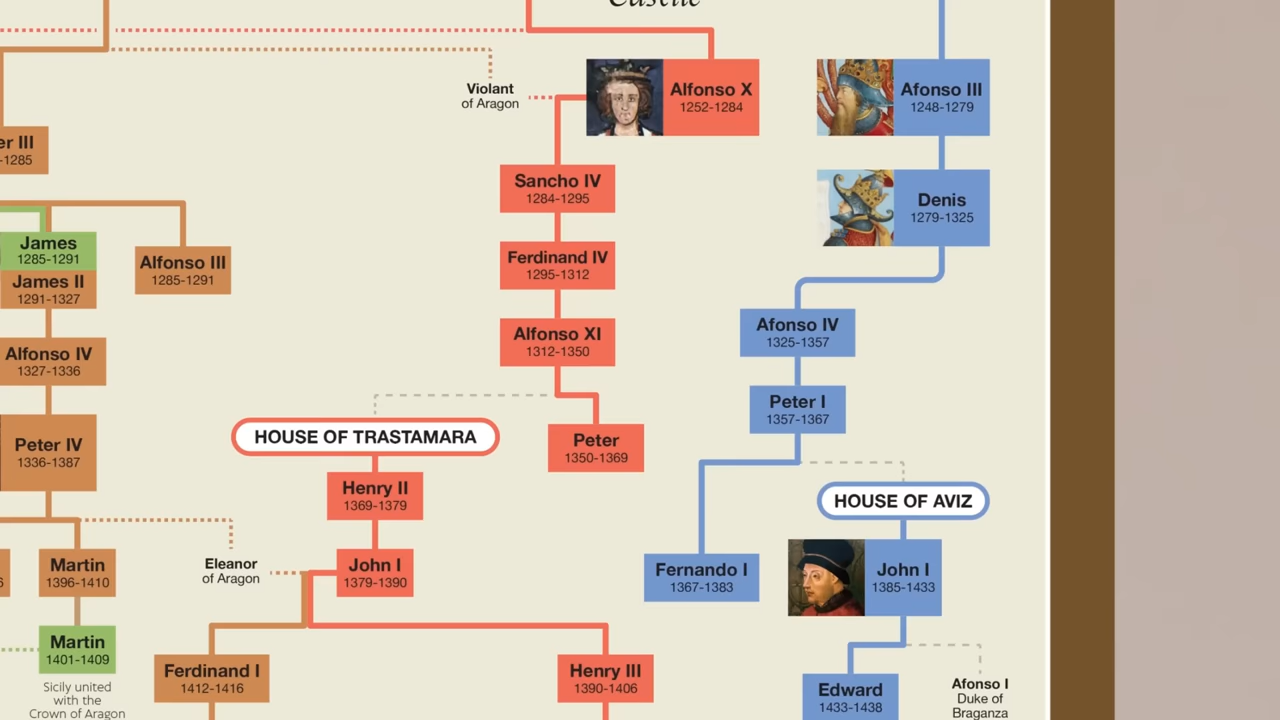 Castile
Alfonso X
1252-1284
Afonso III
1248-1279
Violant
of Aragon
er III
-1285
Sancho IV
1284-1295
Denis
1279-1325
James
1285-1291
James II
1291-1327
Alfonso III
1285-1291
Ferdinand IV
1295-1312
Alfonso IV
1327-1336
Alfonso XI
1312-1350
Afonso IV
1325-1357
Peter I
1357-1367
Peter IV
1336-1387
HOUSE OF TRASTAMARA
Peter
1350-1369
Henry II
1369-1379
HOUSE OF AVIZ
Martin
1396-1410
Eleanor
of Aragon
John I
1379-1390
Fernando I
1367-1383
John I
1385-1433
Martin
1401-1409
Sicily united
with the
Crown of Aragon
Ferdinand I
1412-1416
Henry III
1390-1406
Edward
1433-1438
Afonso I
Duke of
Braganza